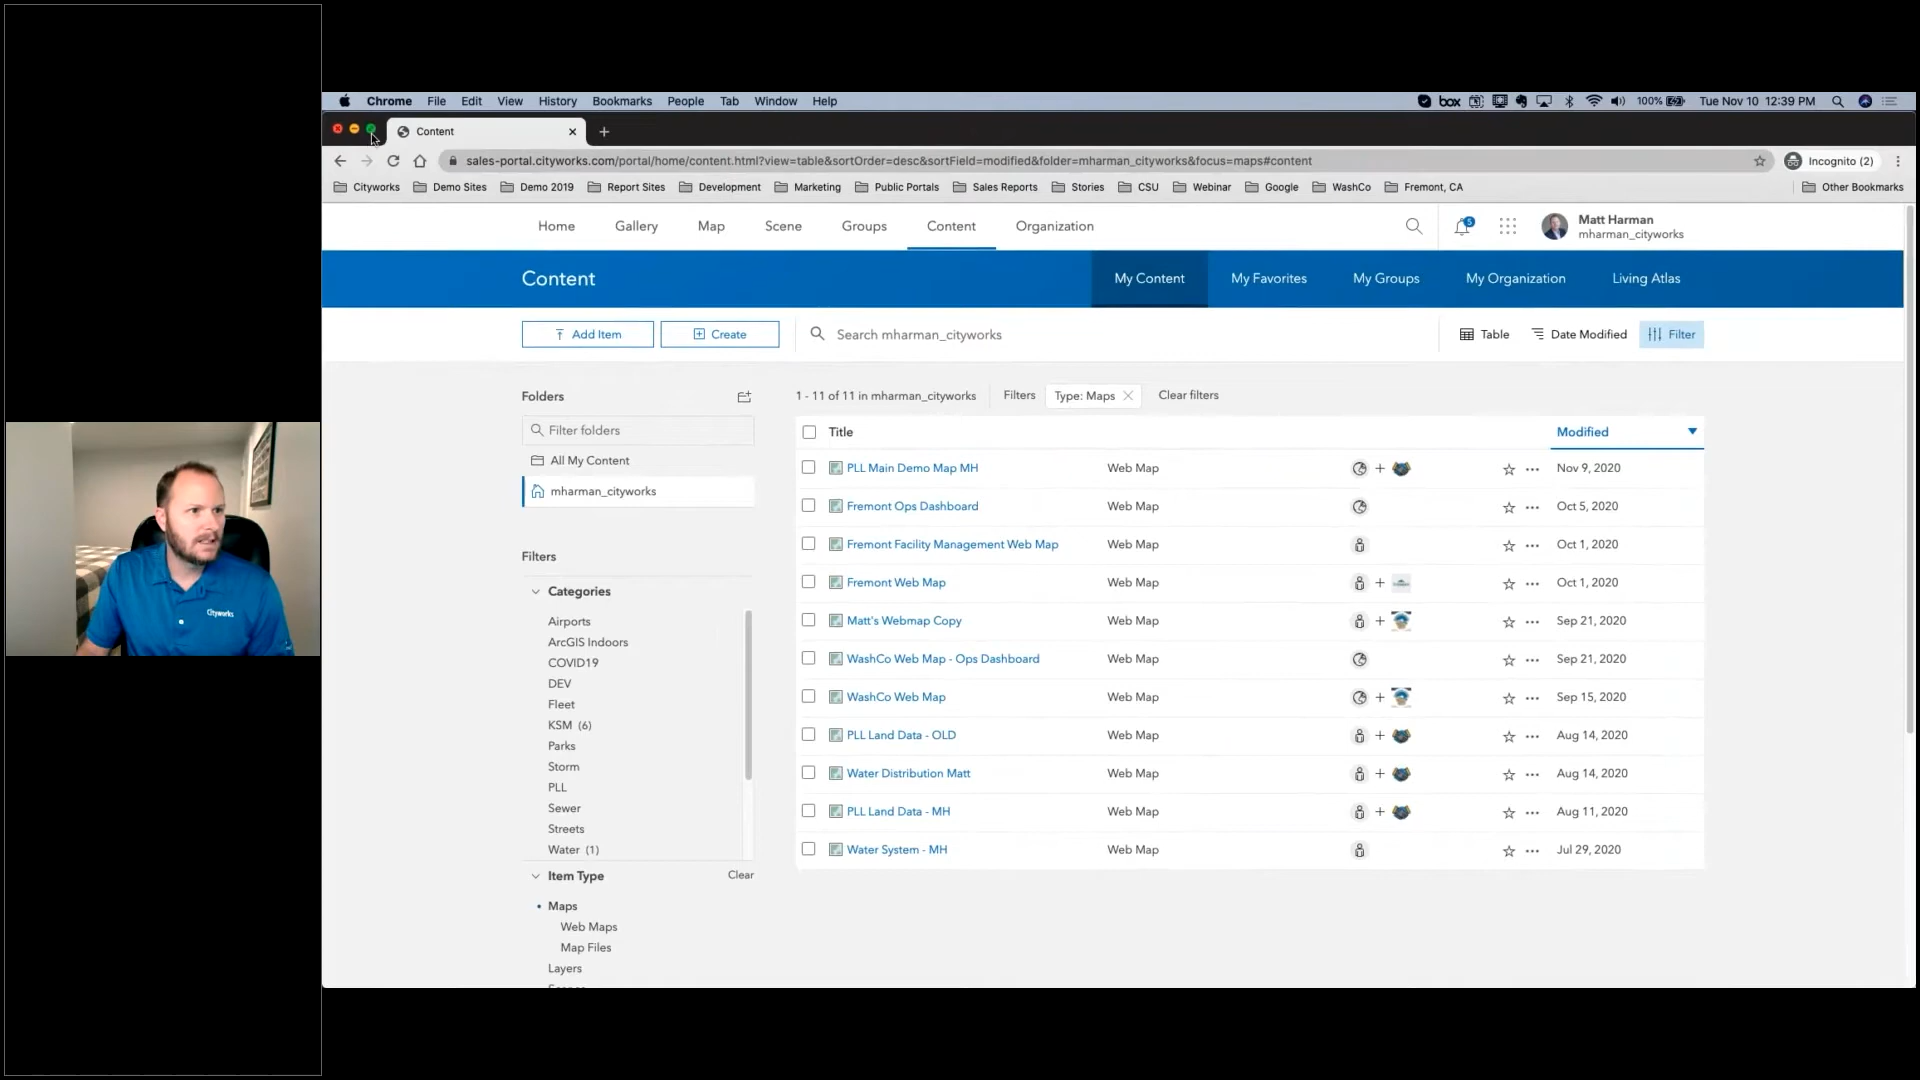 Chrome File Edit View History Bookmarks People Tab Window Help
box 100% Tue Nov 10 12:39 PM
Content
sales-portal.cityworks.com/portal/home/content.html?view=table&sortOrder=desc&sortField=modified&folder=mharman_cityworks&focus=maps#content
Incognito (2)
Cityworks Demo Sites Demo 2019 Report Sites Development Marketing Public Portals Sales Reports Stories CSU Webinar Google WashCo Fremont, CA Other Bookmarks
Home Gallery Map Scene Groups Content Organization
5
Matt Harman
mharman_cityworks
Content
My Content My Favorites My Groups My Organization Living Atlas
Add Item Create Search mharman_cityworks Table Date Modified Filter
Folders
Filter folders
All My Content
mharman_cityworks
Filters
Categories
Airports
ArcGIS Indoors
COVID19
DEV
Fleet
KSM (6)
Parks
Storm
PLL
Sewer
Streets
Water (1)
Item Type Clear
Maps
Web Maps
Map Files
Layers
1 - 11 of 11 in mharman_cityworks Filters Type: Maps Clear filters
Title Modified
PLL Main Demo Map MH Web Map + Nov 9, 2020
Fremont Ops Dashboard Web Map Oct 5, 2020
Fremont Facility Management Web Map Web Map Oct 1, 2020
Fremont Web Map Web Map + Oct 1, 2020
Matt's Webmap Copy Web Map + Sep 21, 2020
WashCo Web Map - Ops Dashboard Web Map Sep 21, 2020
WashCo Web Map Web Map + Sep 15, 2020
PLL Land Data - OLD Web Map + Aug 14, 2020
Water Distribution Matt Web Map + Aug 14, 2020
PLL Land Data - MH Web Map + Aug 11, 2020
Water System - MH Web Map Jul 29, 2020
Cityworks